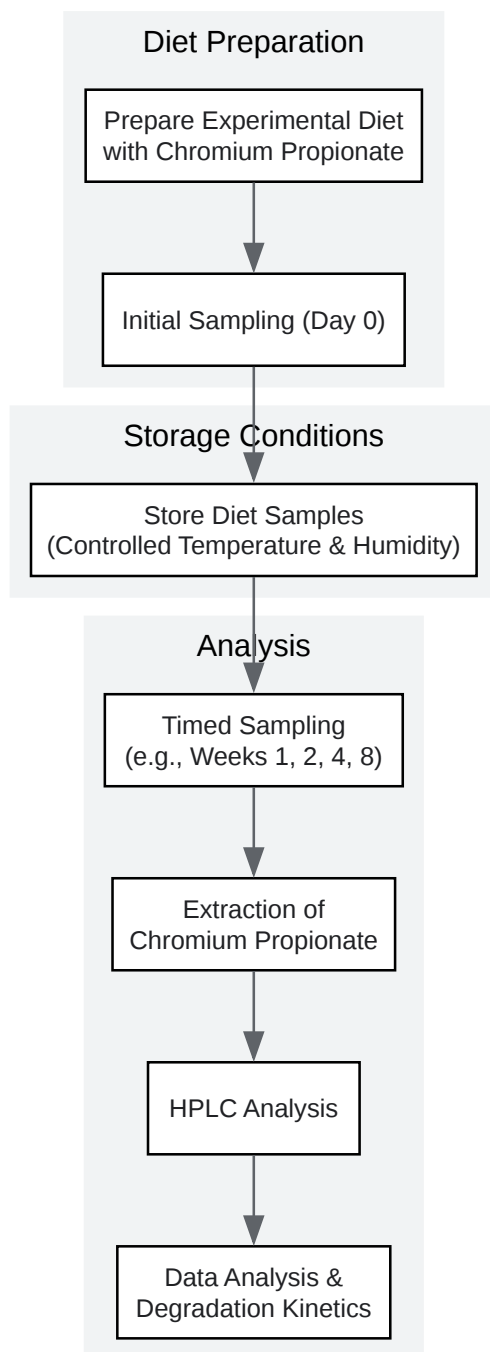 Diet Preparation
Prepare Experimental Diet
with Chromium Propionate
Initial Sampling (Day 0)
Storage Conditions
Store Diet Samples
(Controlled Temperature & Humidity)
Analysis
Timed Sampling
(e.g., Weeks 1, 2, 4, 8)
Extraction of
Chromium Propionate
HPLC Analysis
Data Analysis &
Degradation Kinetics